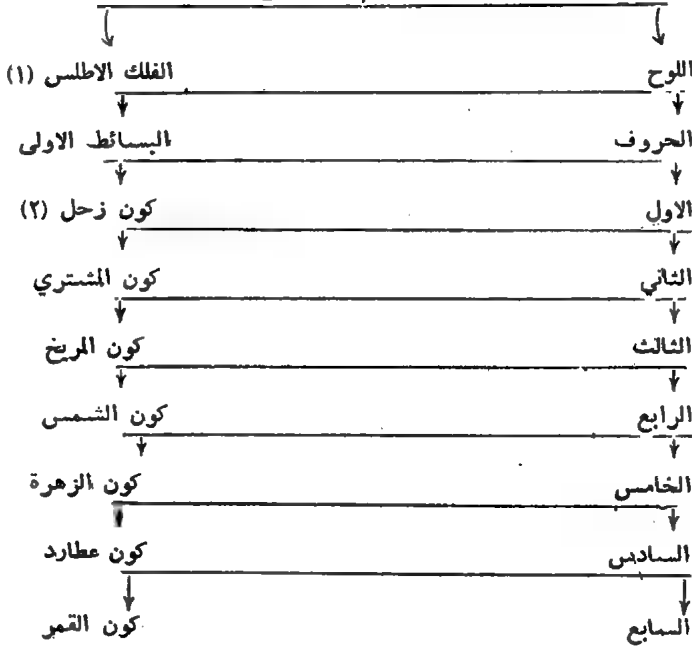 اللوح الفلك الاطلس (١)
الحروف البسائط الاولى
الاول كون زحل (٢)
الثاني كون المشتري
الثالث كون المريخ
الرابع كون الشمس
الخامس كون الزهرة
السادس كون عطارد
السابع كون القمر